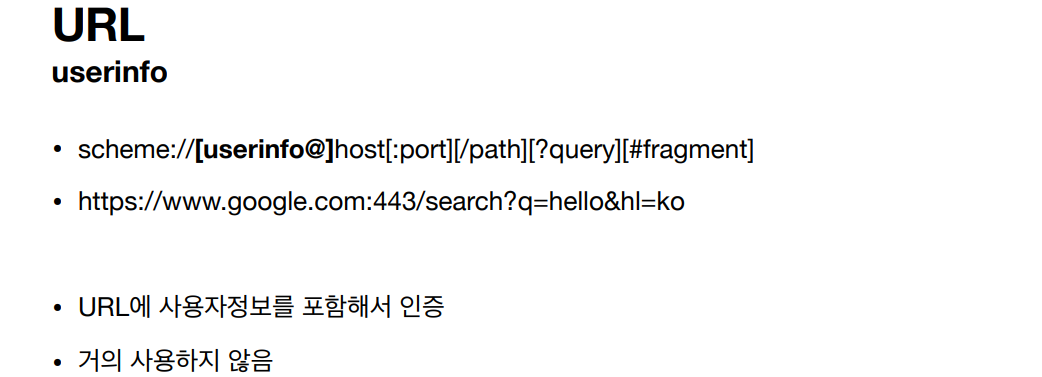 URL
userinfo
• scheme://[userinfo@]host[:port][/path][?query][#fragment]
• https://www.google.com:443/search?q=hello&hl=ko
• URL에 사용자정보를 포함해서 인증
• 거의 사용하지 않음